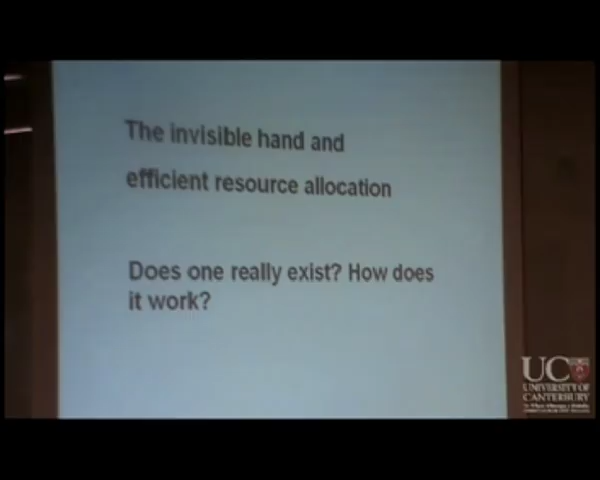 The invisible hand and
efficient resource allocation
Does one really exist? How does
it work?
UC
UNIVERSITY OF
CANTERBURY